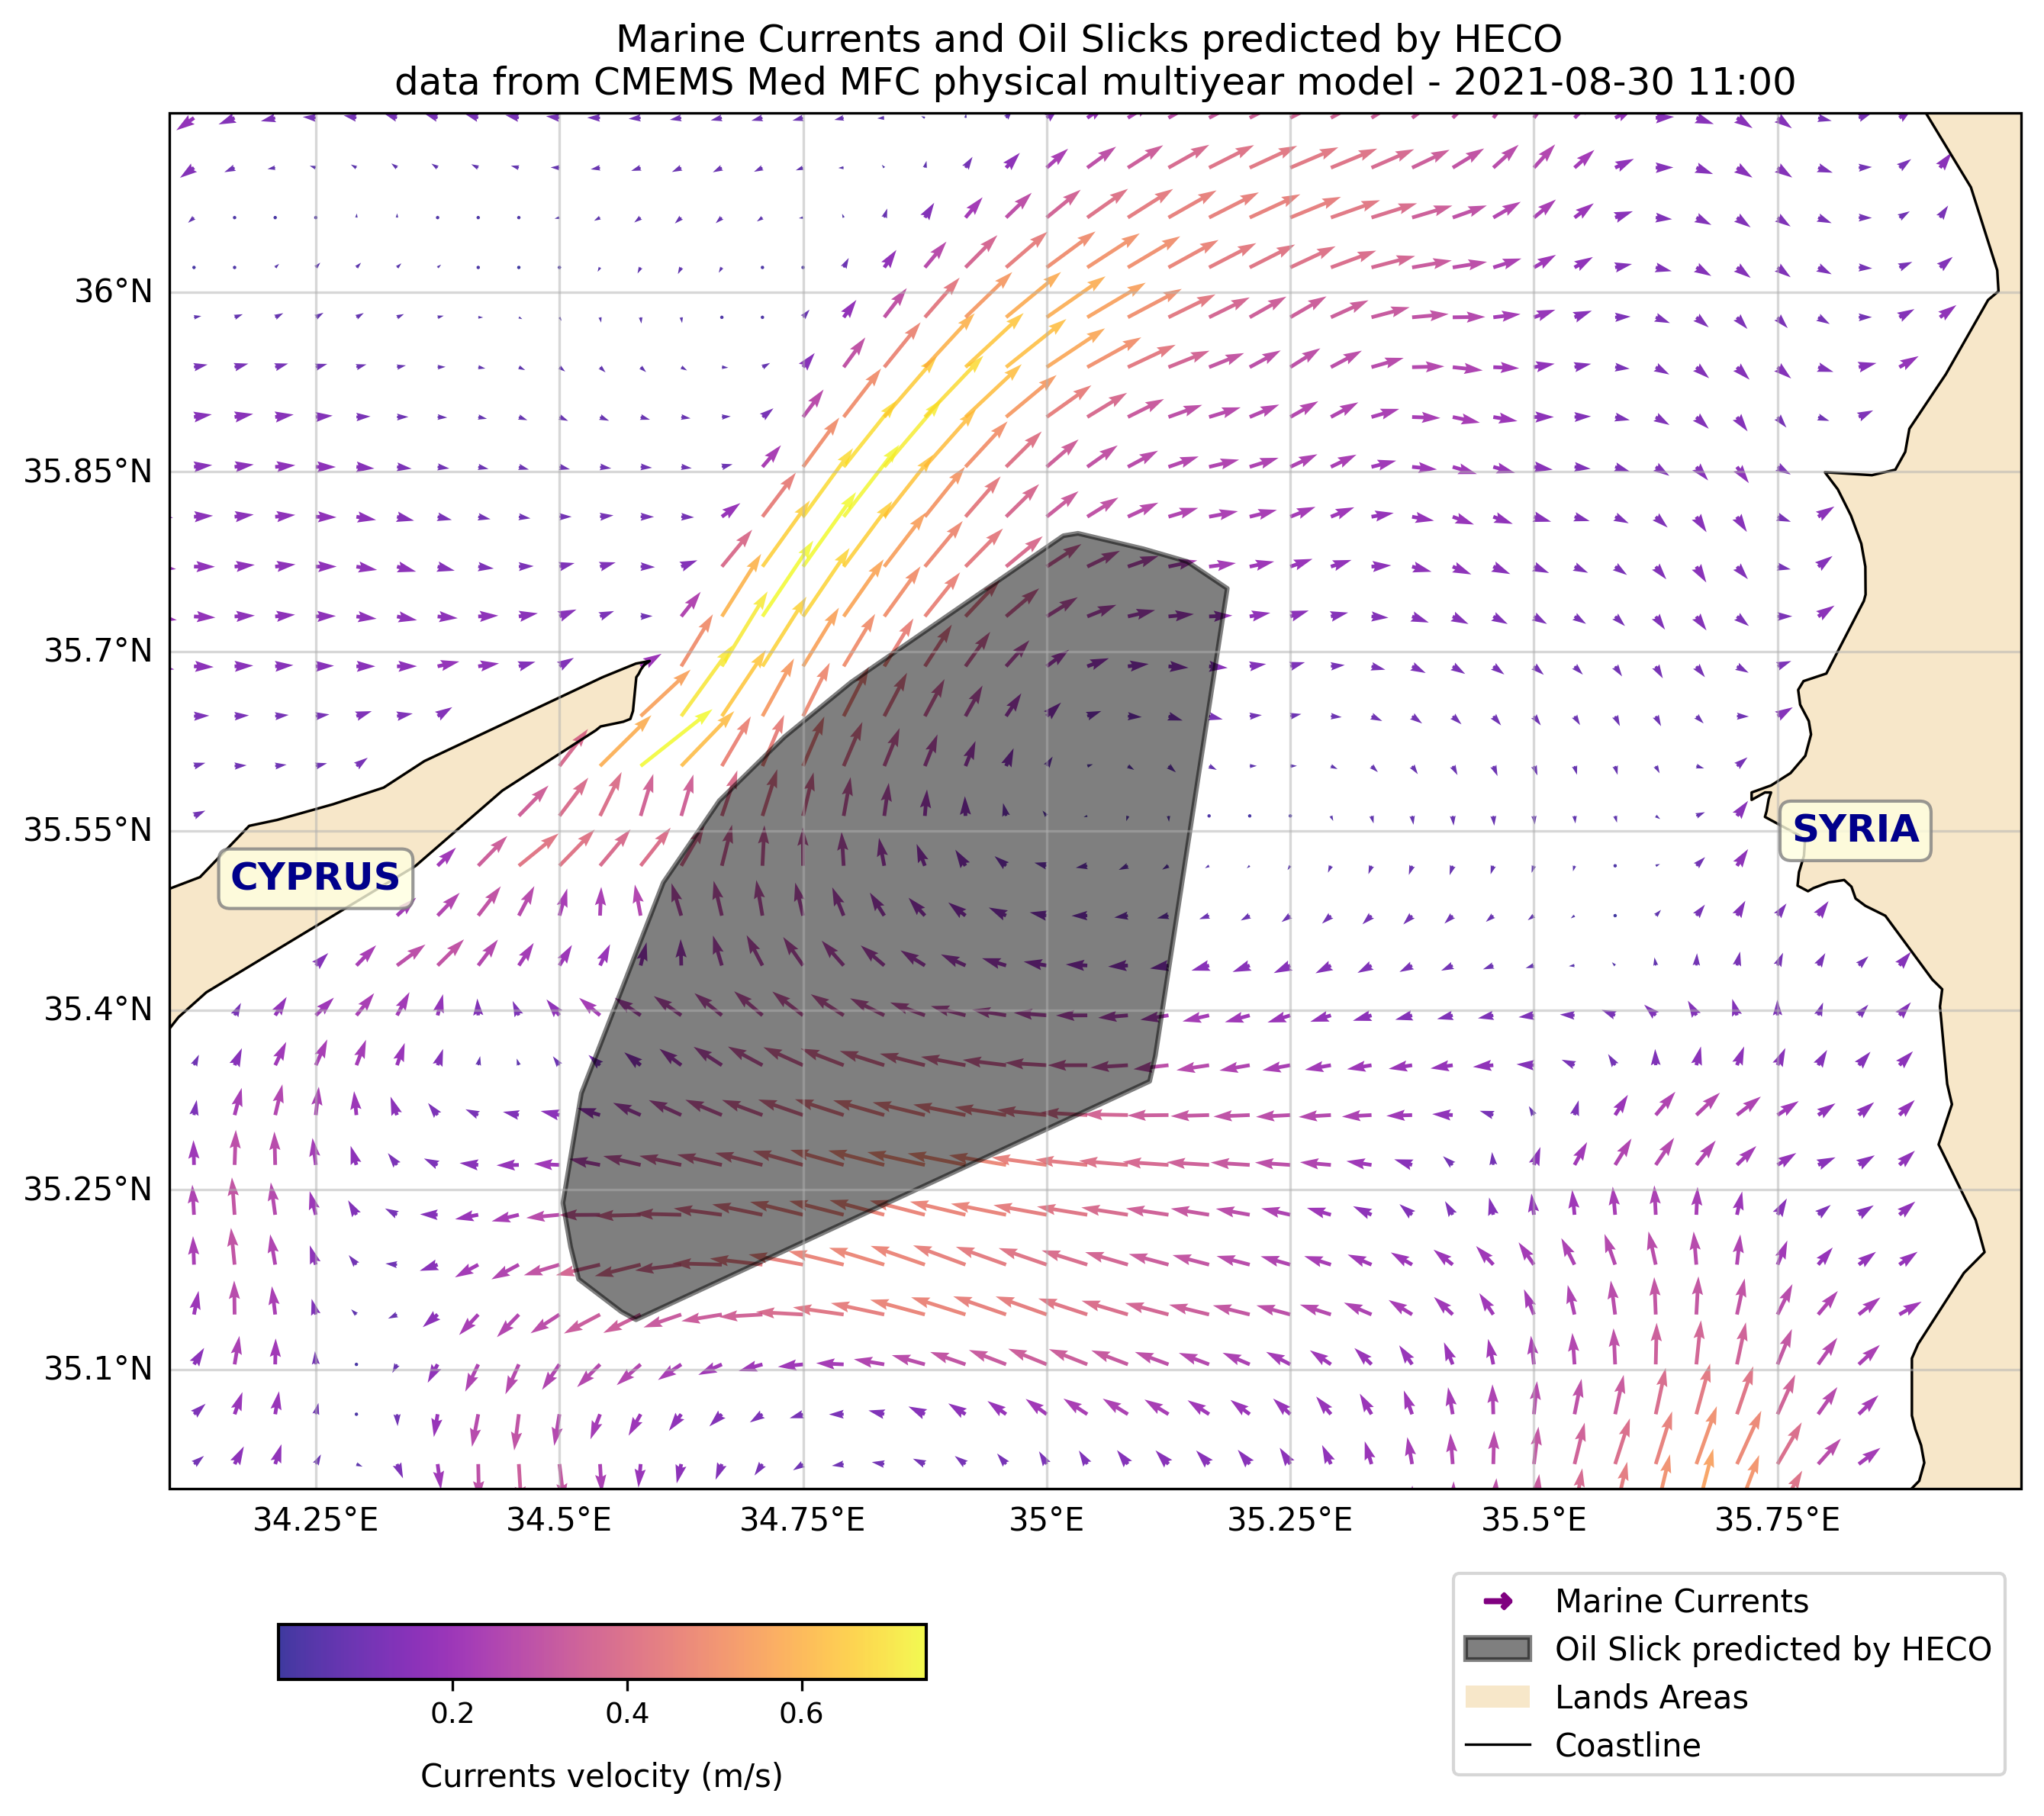 Marine Currents and Oil Slicks predicted by HECO
data from CMEMS Med MFC physical multiyear model - 2021-08-30 11:00
36°N
35.85°N
35.7°N
35.55°N
35.4°N
35.25°N
35.1°N
CYPRUS
SYRIA
34.25°E
34.5°E
34.75°E
35°E
35.25°E
35.5°E
35.75°E
0.2
0.4
0.6
Currents velocity (m/s)
Marine Currents
Oil Slick predicted by HECO
Lands Areas
Coastline